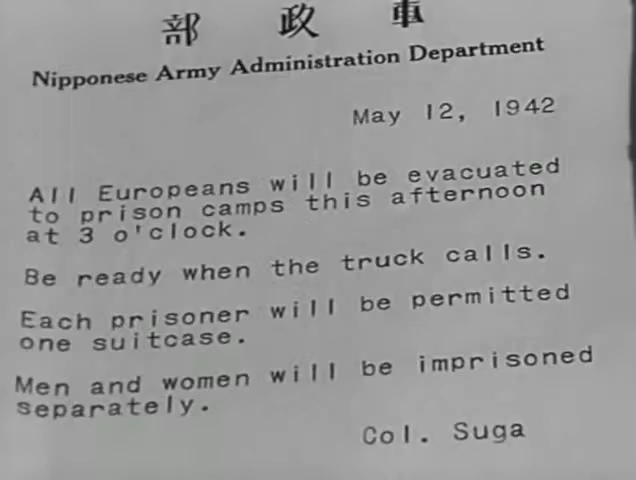 部 政 軍
Nipponese Army Administration Department
May 12, 1942
All Europeans will be evacuated
to prison camps this afternoon
at 3 o'clock.
Be ready when the truck calls.
Each prisoner will be permitted
one suitcase.
Men and women will be imprisoned
separately.
Col. Suga